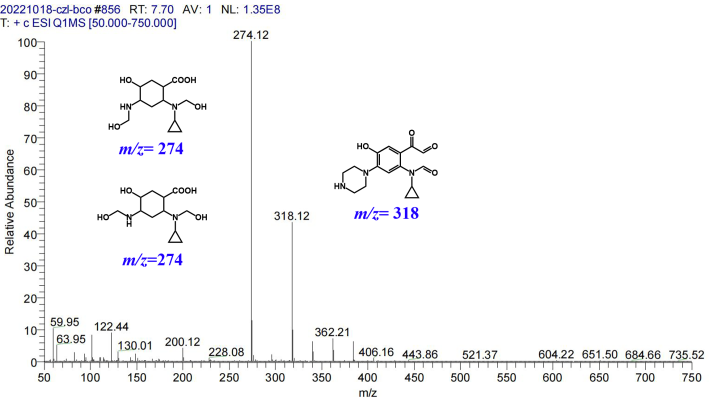 20221018-czl-bco #856 RT: 7.70 AV: 1 NL: 1.35E8
T: + c ESI Q1MS [50.000-750.000]
274.12
100
90
80
70
60
50
40
30
20
10
0
Relative Abundance
HO
COOH
HN
N
OH
HO
m/z= 274
HO
COOH
HO
N
H
N
OH
m/z=274
O
HO
O
N
HN
N
O
m/z= 318
318.12
59.95
63.95
122.44
130.01
200.12
228.08
362.21
406.16
443.86
521.37
604.22
651.50
684.66
735.52
50
100
150
200
250
300
350
400
450
500
550
600
650
700
750
m/z